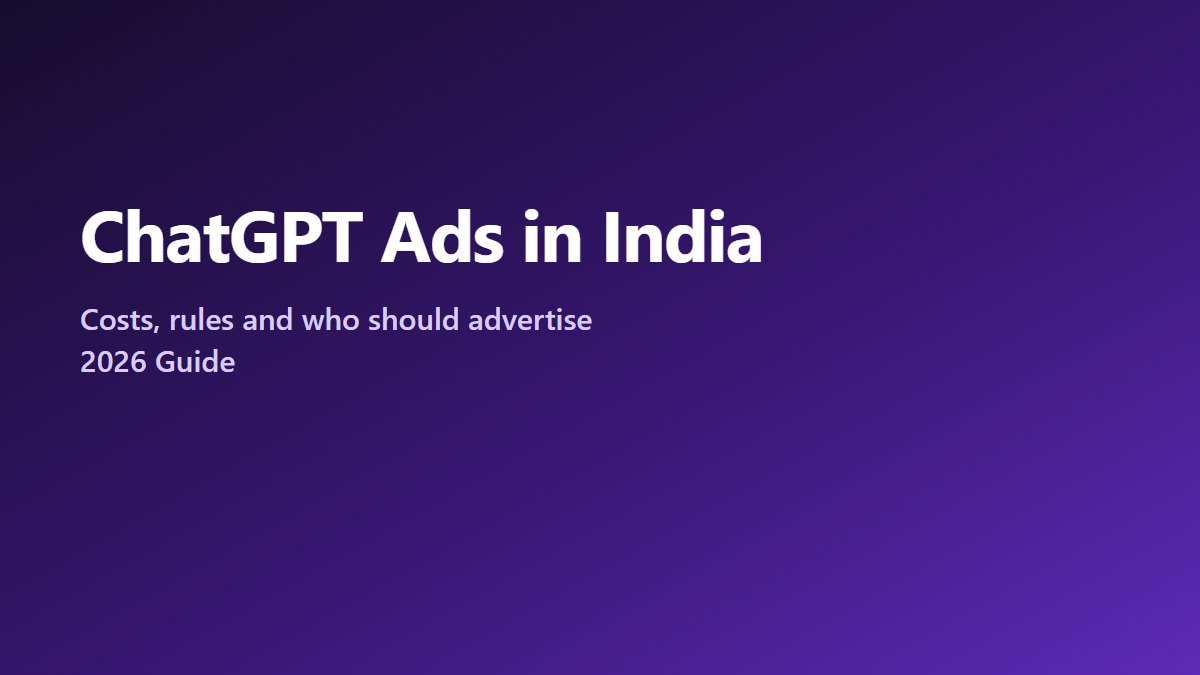 ChatGPT Ads in India
Costs, rules and who should advertise
2026 Guide